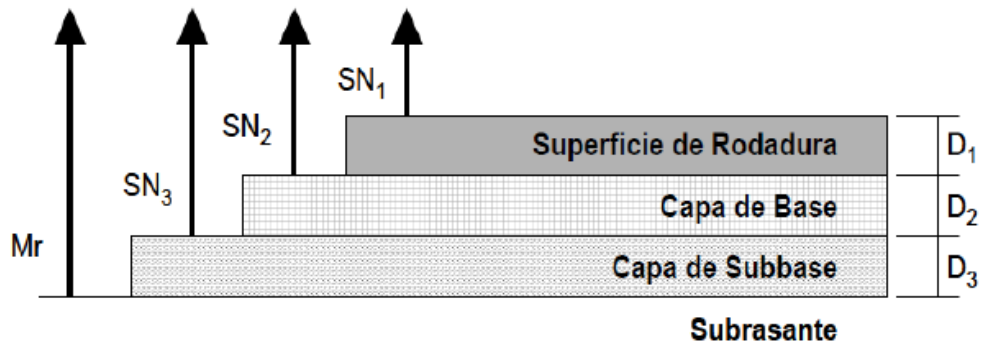 SN₁
Superficie de Rodadura D₁
SN₂
Capa de Base D₂
SN₃
Mr
Capa de Subbase D₃
Subrasante